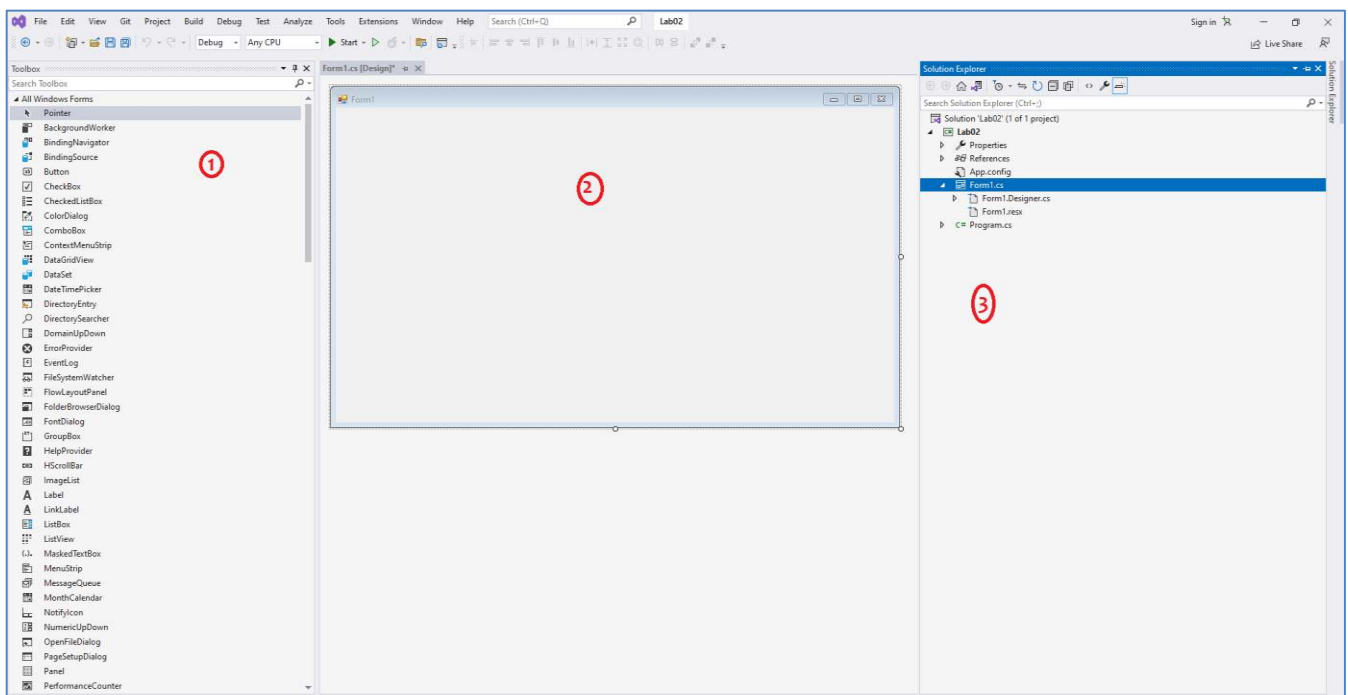 File Edit View Git Project Build Debug Test Analyze Tools Extensions Window Help Search (Ctrl+Q) Lab02 Sign in
Debug Any CPU Start Live Share
Toolbox
Search Toolbox
All Windows Forms
Pointer
BackgroundWorker
BindingNavigator
BindingSource
Button
CheckBox
CheckedListBox
ColorDialog
ComboBox
ContextMenuStrip
DataGridView
DataSet
DateTimePicker
DirectoryEntry
DirectorySearcher
DomainUpDown
ErrorProvider
EventLog
FileSystemWatcher
FlowLayoutPanel
FolderBrowserDialog
FontDialog
GroupBox
HelpProvider
HScrollBar
ImageList
Label
LinkLabel
ListBox
ListView
MaskedTextBox
MenuStrip
MessageQueue
MonthCalendar
NotifyIcon
NumericUpDown
OpenFileDialog
PageSetupDialog
Panel
PerformanceCounter
1
Form1.cs [Design]*
Form1
2
Solution Explorer
Search Solution Explorer (Ctrl+;)
Solution 'Lab02' (1 of 1 project)
C# Lab02
Properties
References
App.config
Form1.cs
Form1.Designer.cs
Form1.resx
C# Program.cs
3
Solution Explorer